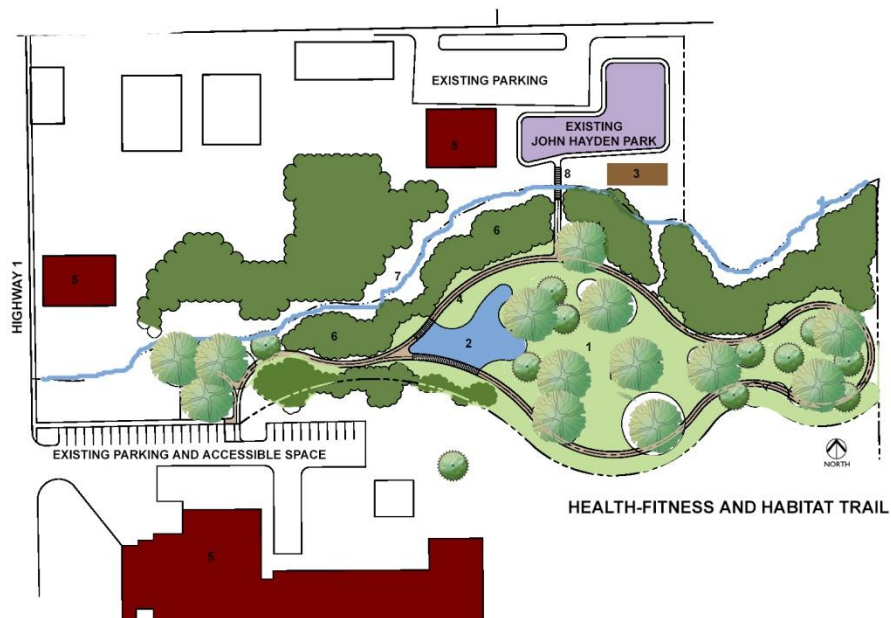 EXISTING PARKING
EXISTING
JOHN HAYDEN PARK
5
8
3
6
7
5
HIGHWAY 1
4
6
2
1
EXISTING PARKING AND ACCESSIBLE SPACE
NORTH
HEALTH-FITNESS AND HABITAT TRAIL
5